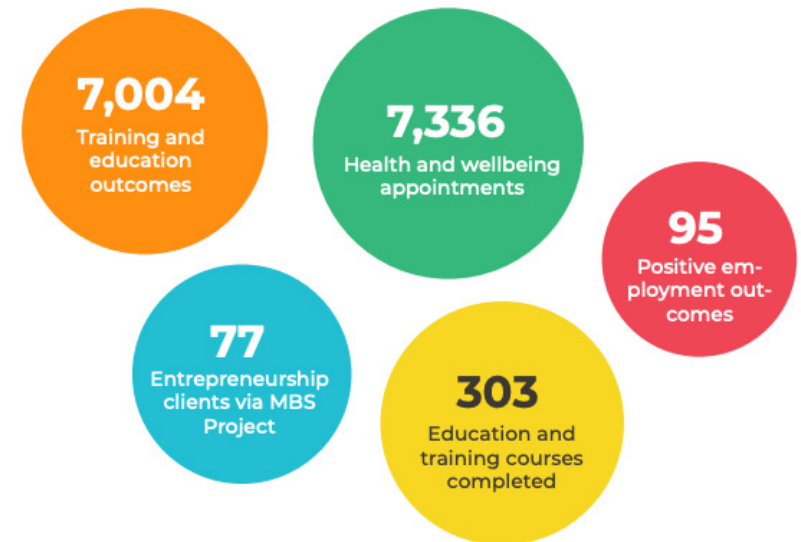 7,004
Training and
education
outcomes
7,336
Health and wellbeing
appointments
95
Positive em-
ployment out-
comes
77
Entrepreneurship
clients via MBS
Project
303
Education and
training courses
completed